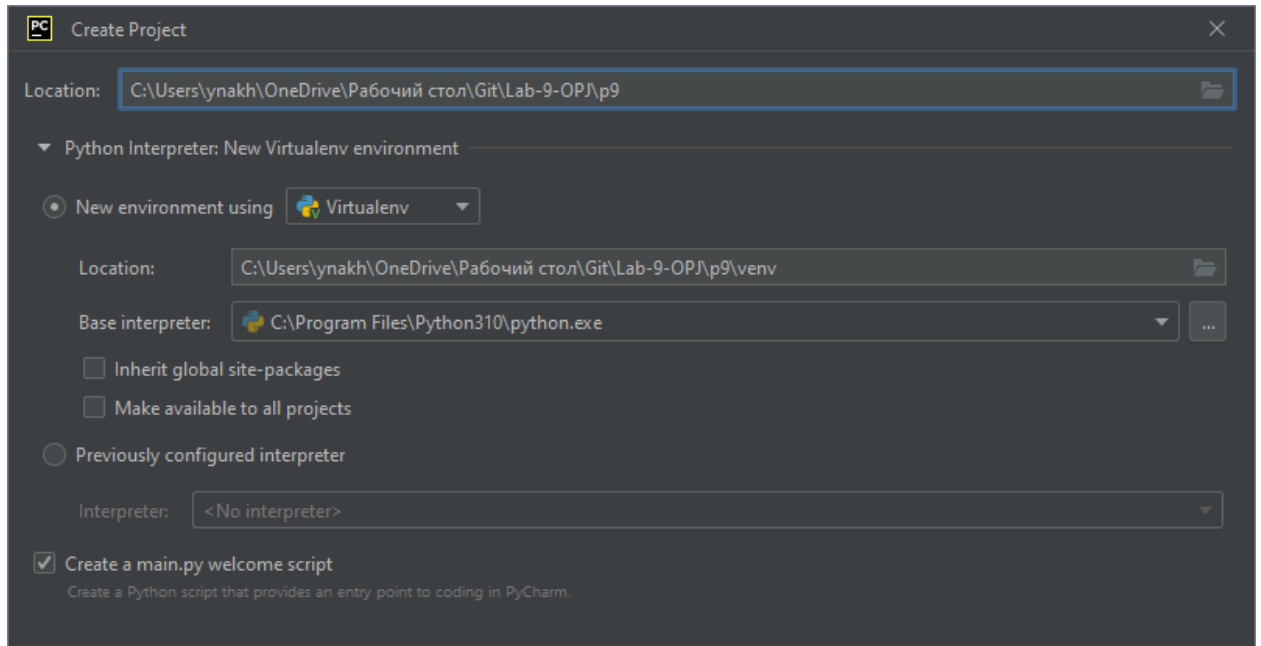 PC Create Project
Location: C:\Users\ynakh\OneDrive\Рабочий стол\Git\Lab-9-OPJ\p9
Python Interpreter: New Virtualenv environment
New environment using Virtualenv
Location: C:\Users\ynakh\OneDrive\Рабочий стол\Git\Lab-9-OPJ\p9\venv
Base interpreter: C:\Program Files\Python310\python.exe ...
Inherit global site-packages
Make available to all projects
Previously configured interpreter
Interpreter: <No interpreter>
Create a main.py welcome script
Create a Python script that provides an entry point to coding in PyCharm.